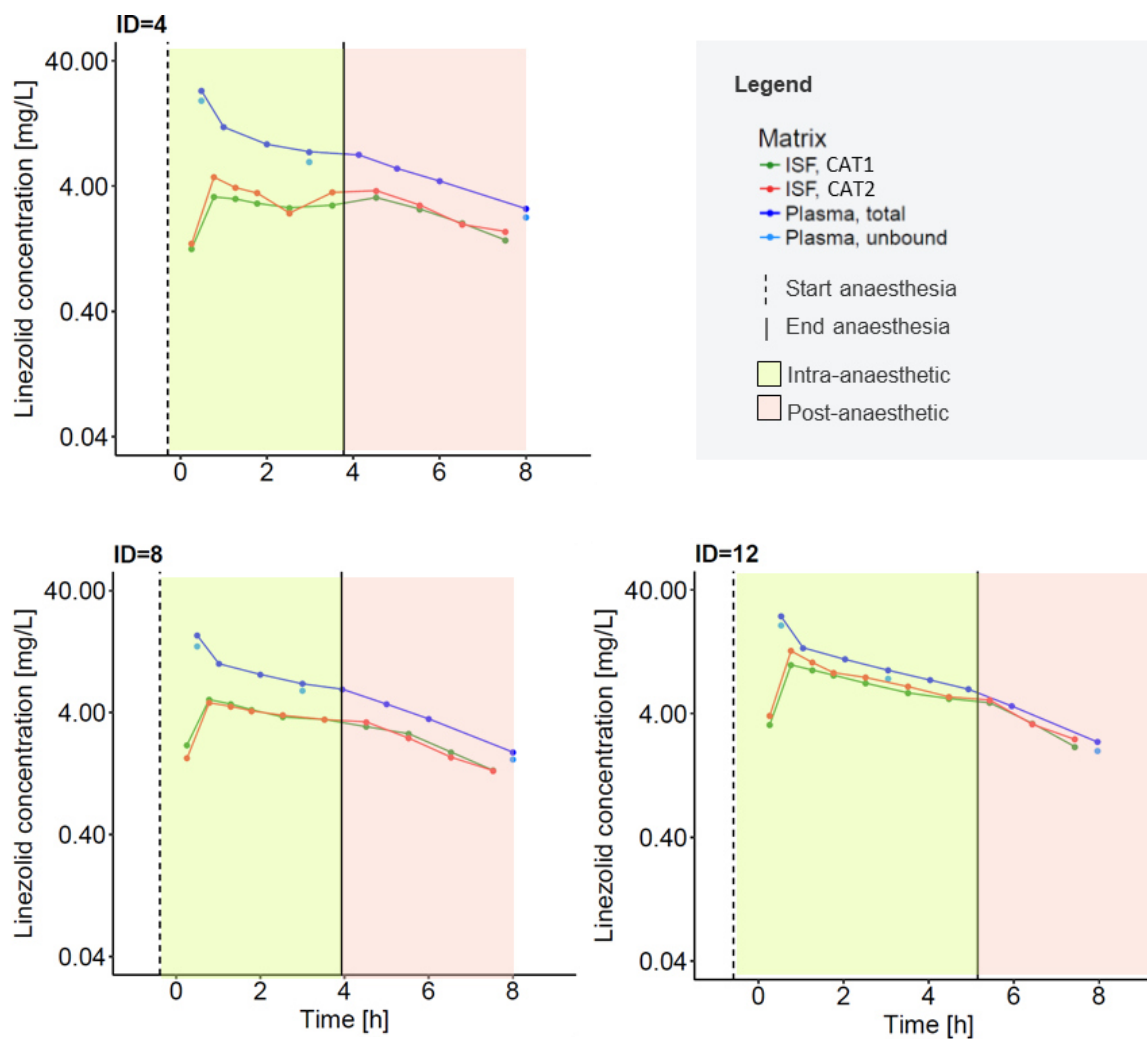 ID=4
40.00
4.00
0.40
0.04
Linezolid concentration [mg/L]
0 2 4 6 8
Legend
Matrix
ISF, CAT1
ISF, CAT2
Plasma, total
Plasma, unbound
Start anaesthesia
End anaesthesia
Intra-anaesthetic
Post-anaesthetic
ID=8
40.00
4.00
0.40
0.04
Linezolid concentration [mg/L]
0 2 4 6 8
Time [h]
ID=12
40.00
4.00
0.40
0.04
Linezolid concentration [mg/L]
0 2 4 6 8
Time [h]